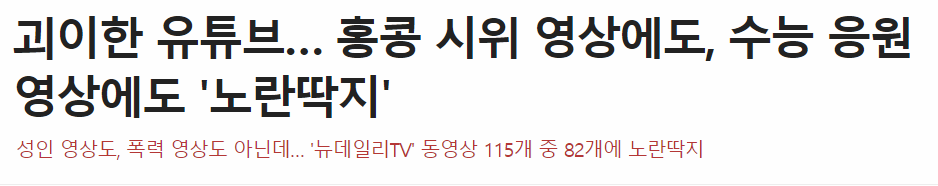 괴이한 유튜브... 홍콩 시위 영상에도, 수능 응원
영상에도 '노란딱지'
성인 영상도, 폭력 영상도 아닌데... '뉴데일리TV' 동영상 115개 중 82개에 노란딱지